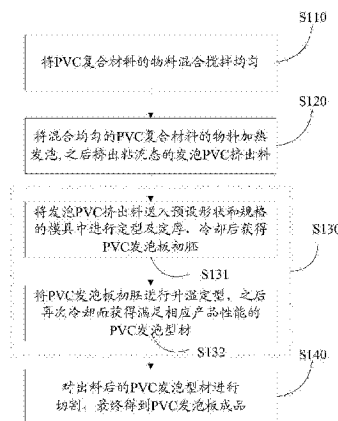 S110
将PVC复合材料的物料混合搅拌均匀
S120
将混合均匀的PVC复合材料的物料加热
发泡,之后挤出粘流态的发泡PVC挤出料
将发泡PVC挤出料送入预设形状和规格
的模具中进行定型及定厚,冷却后获得
PVC发泡板初胚
S130
S131
将PVC发泡板初胚进行升温定型,之后
再次冷却而获得满足相应产品性能的
PVC发泡型材
S132
S140
对出料后的PVC发泡型材进行
切割,最终得到PVC发泡板成品